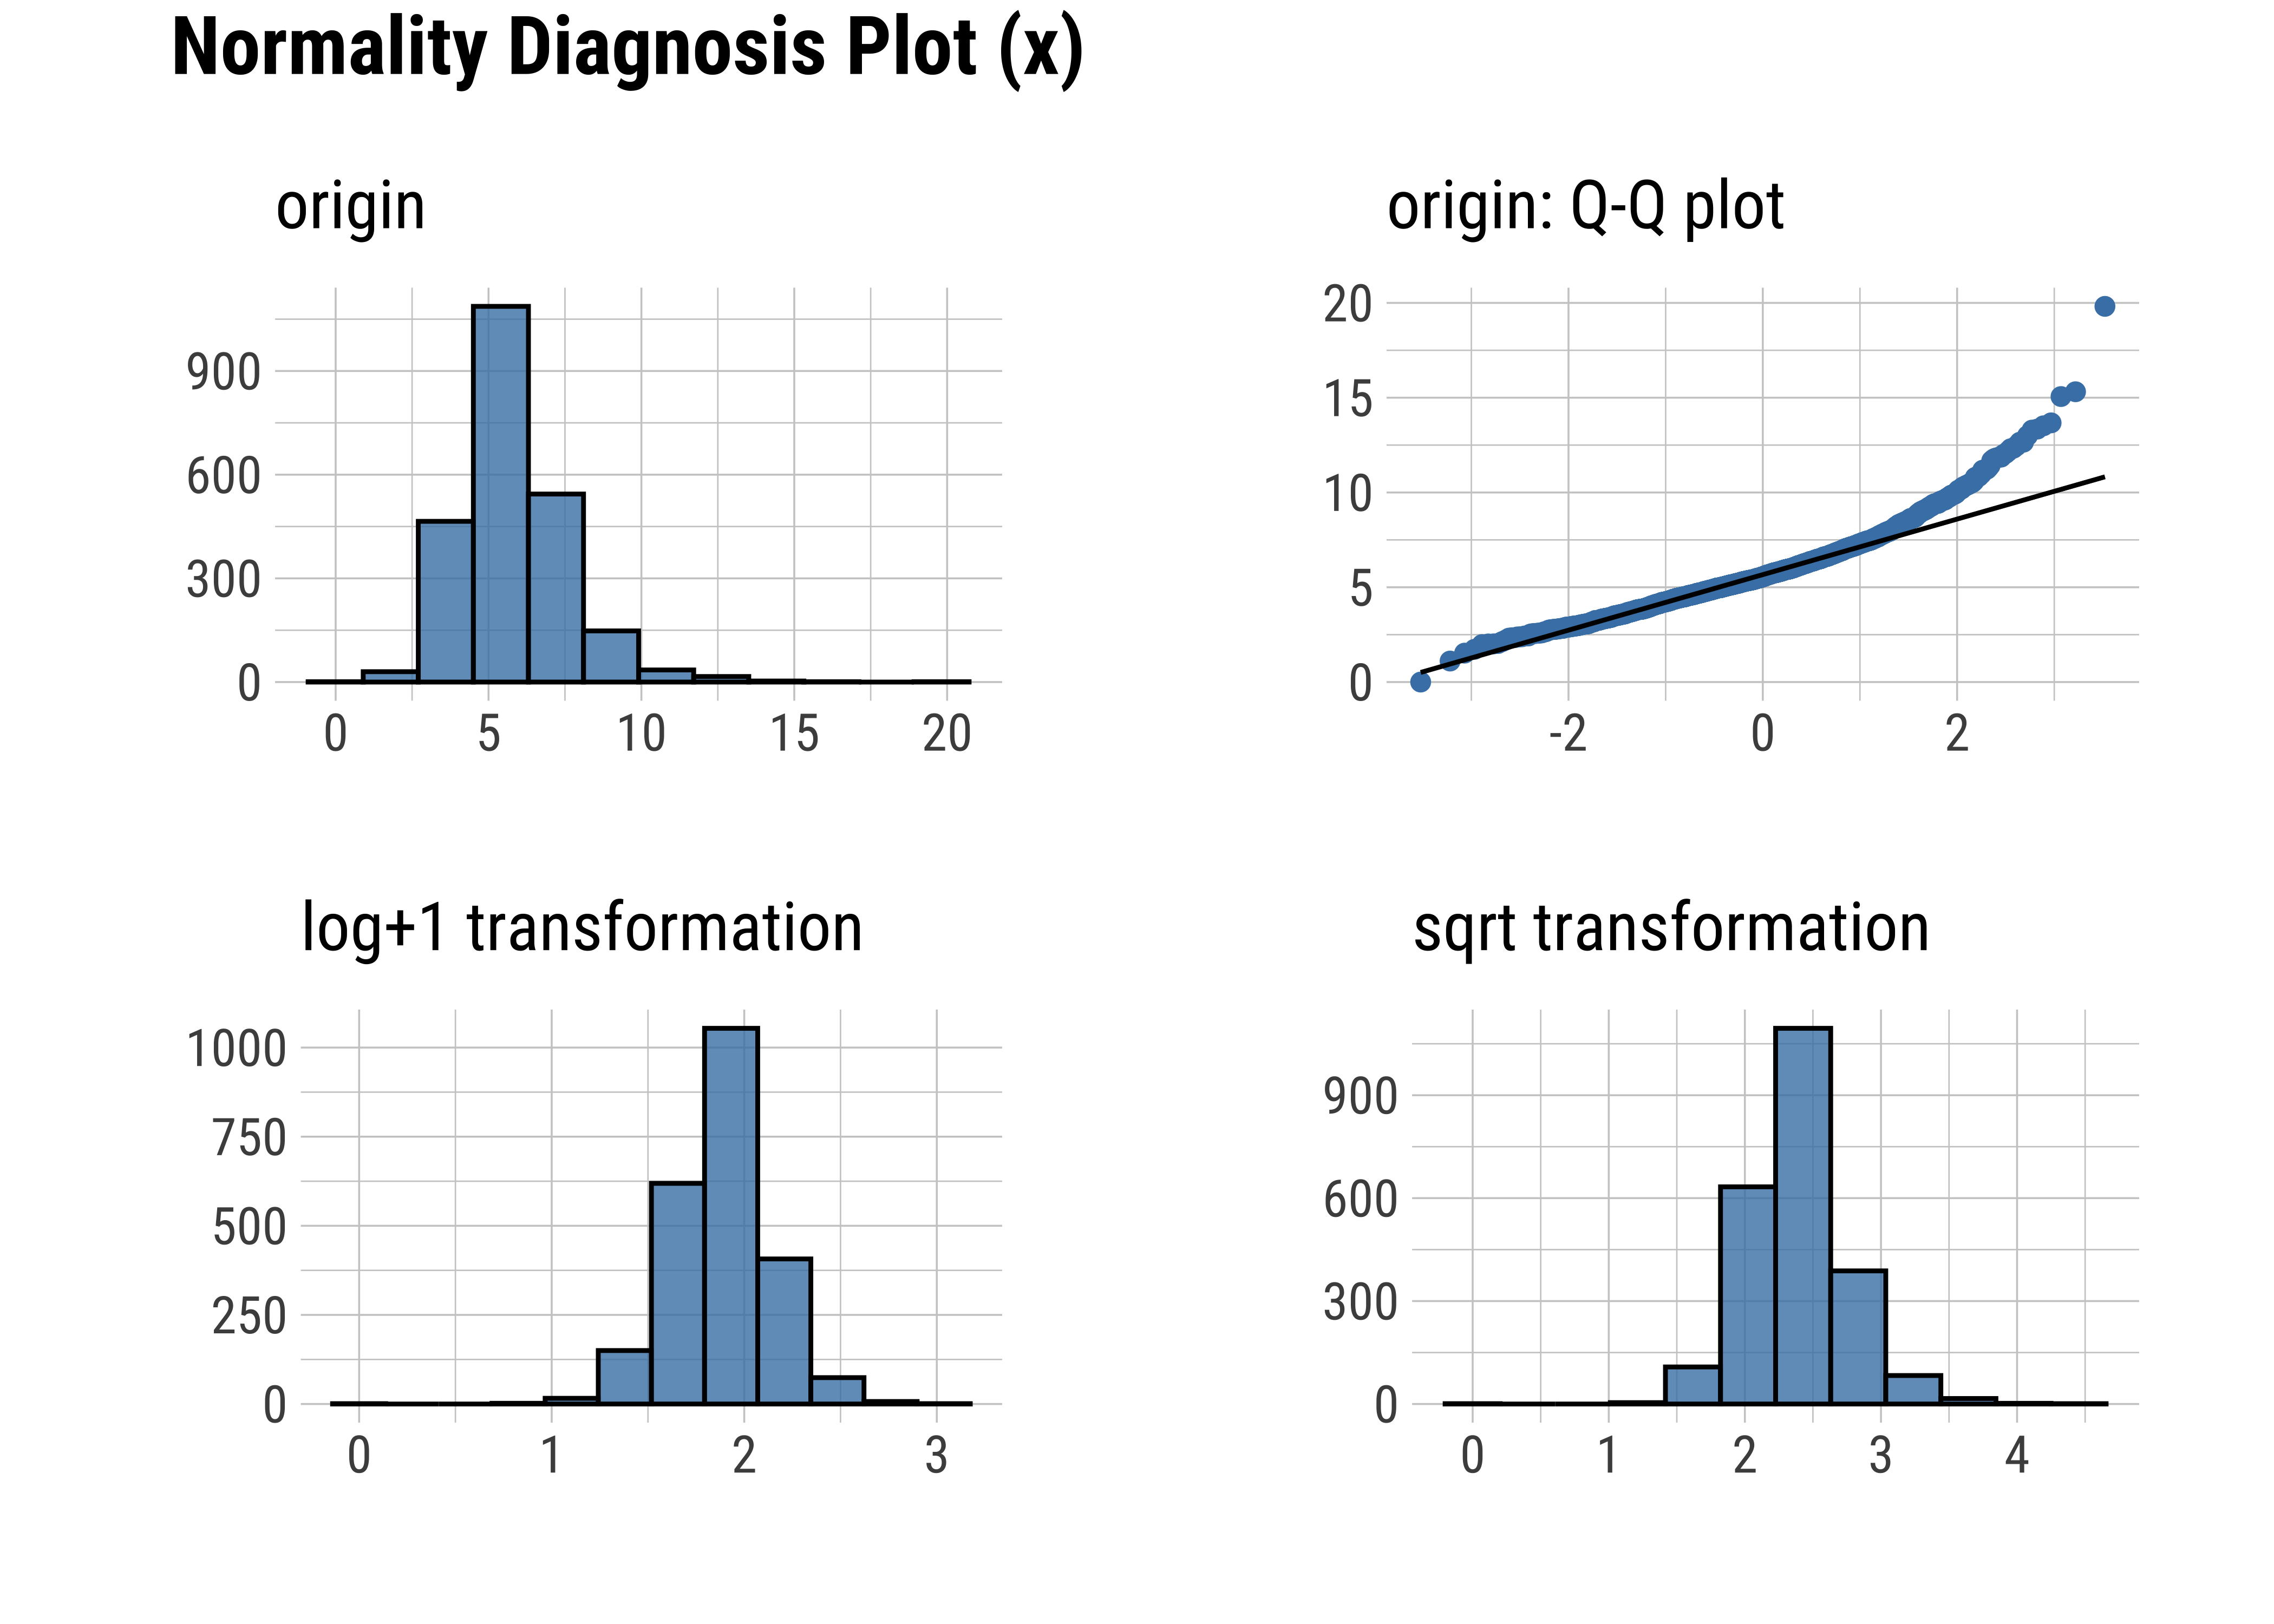 Normality Diagnosis Plot (x)
origin
900
600
300
0
0 5 10 15 20
origin: Q-Q plot
20
15
10
5
0
-2 0 2
log+1 transformation
1000
750
500
250
0
0 1 2 3
sqrt transformation
900
600
300
0
0 1 2 3 4